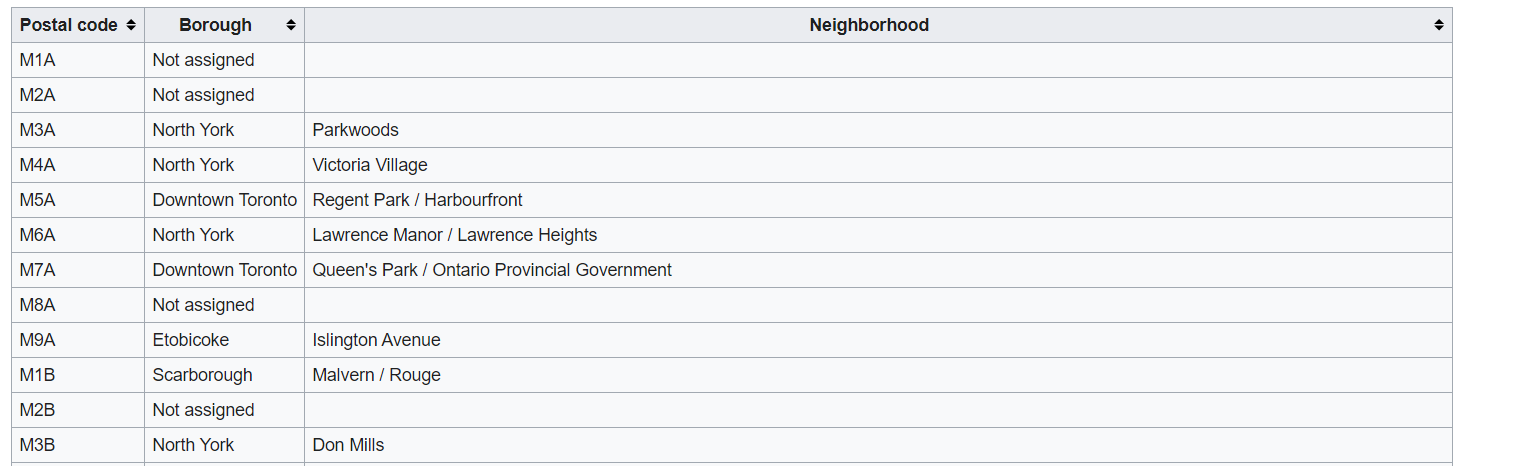 Postal code Borough Neighborhood
M1A Not assigned
M2A Not assigned
M3A North York Parkwoods
M4A North York Victoria Village
M5A Downtown Toronto Regent Park / Harbourfront
M6A North York Lawrence Manor / Lawrence Heights
M7A Downtown Toronto Queen's Park / Ontario Provincial Government
M8A Not assigned
M9A Etobicoke Islington Avenue
M1B Scarborough Malvern / Rouge
M2B Not assigned
M3B North York Don Mills